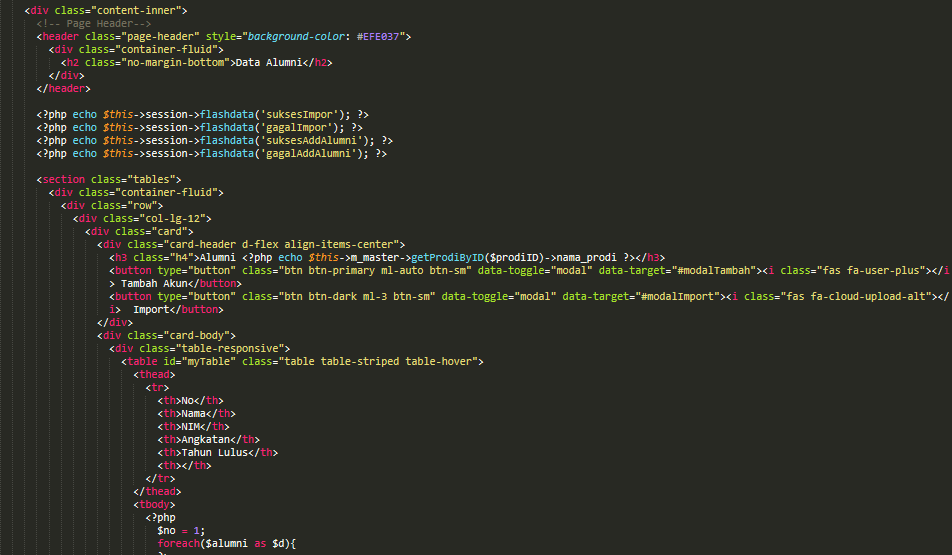 <div class="content-inner">
<!-- Page Header-->
<header class="page-header" style="background-color: #EFE037">
<div class="container-fluid">
<h2 class="no-margin-bottom">Data Alumni</h2>
</div>
</header>
<?php echo $this->session->flashdata('suksesImpor'); ?>
<?php echo $this->session->flashdata('gagalImpor'); ?>
<?php echo $this->session->flashdata('suksesAddAlumni'); ?>
<?php echo $this->session->flashdata('gagalAddAlumni'); ?>
<section class="tables">
<div class="container-fluid">
<div class="row">
<div class="col-lg-12">
<div class="card">
<div class="card-header d-flex align-items-center">
<h3 class="h4">Alumni <?php echo $this->m_master->getProdiByID($prodiID)->nama_prodi ?></h3>
<button type="button" class="btn btn-primary ml-auto btn-sm" data-toggle="modal" data-target="#modalTambah"><i class="fas fa-user-plus"></i
> Tambah Akun</button>
<button type="button" class="btn btn-dark ml-3 btn-sm" data-toggle="modal" data-target="#modalImport"><i class="fas fa-cloud-upload-alt"></
i>  Import</button>
</div>
<div class="card-body">
<div class="table-responsive">
<table id="myTable" class="table table-striped table-hover">
<thead>
<tr>
<th>No</th>
<th>Nama</th>
<th>NIM</th>
<th>Angkatan</th>
<th>Tahun Lulus</th>
<th></th>
</tr>
</thead>
<tbody>
<?php
$no = 1;
foreach($alumni as $d){